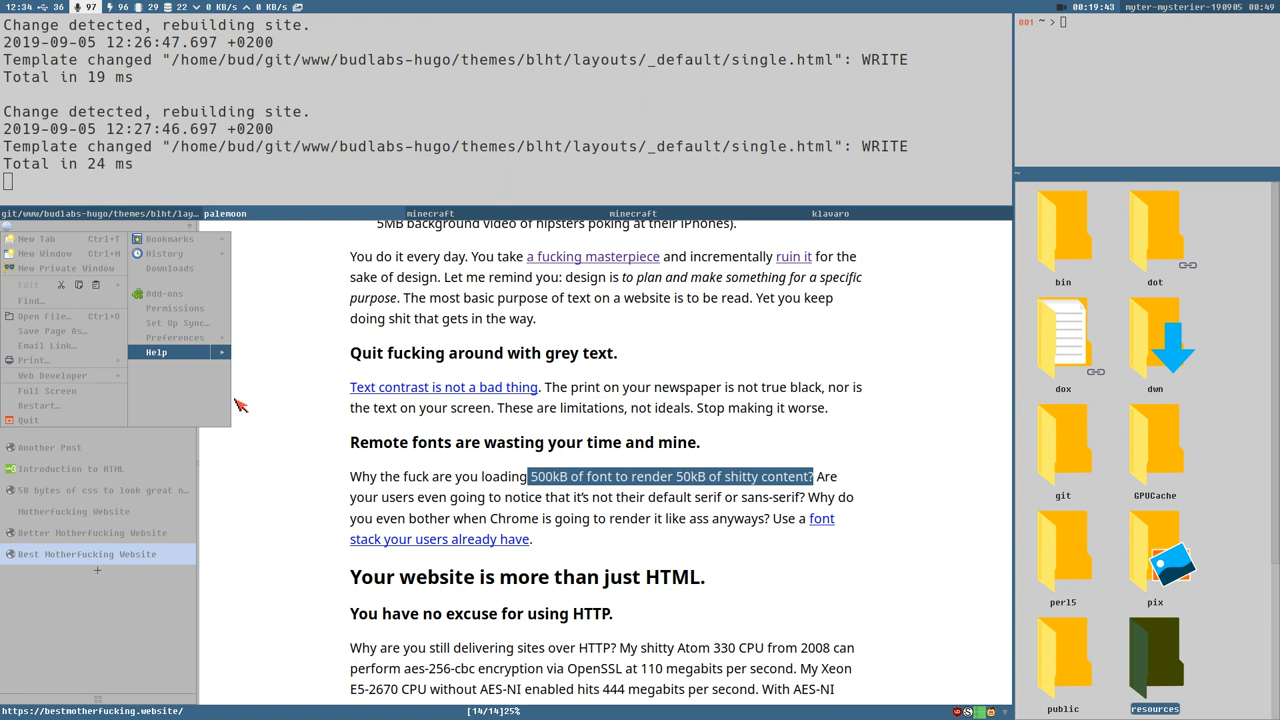 12:34 36 97 96 29 22 0 KB/s 0 KB/s
00:19:43 myter-mysterier-190905 00:49
Change detected, rebuilding site.
2019-09-05 12:26:47.697 +0200
Template changed "/home/bud/git/www/budlabs-hugo/themes/blht/layouts/_default/single.html": WRITE
Total in 19 ms
Change detected, rebuilding site.
2019-09-05 12:27:46.697 +0200
Template changed "/home/bud/git/www/budlabs-hugo/themes/blht/layouts/_default/single.html": WRITE
Total in 24 ms
001 ~ >
~
git/www/budlabs-hugo/themes/blht/lay... palemoon minecraft minecraft klavaro
New Tab Ctrl+T
New Window Ctrl+N
New Private Window
Edit
Find...
Open File... Ctrl+O
Save Page As...
Email Link...
Print...
Web Developer
Full Screen
Restart...
Quit
Bookmarks
History
Downloads
Add-ons
Permissions
Set Up Sync...
Preferences
Help
Another Post
Introduction to HTML
58 bytes of css to look great n...
Motherfucking Website
Better Motherfucking Website
Best Motherfucking Website
+
5MB background video of hipsters poking at their iPhones).
You do it every day. You take a fucking masterpiece and incrementally ruin it for the
sake of design. Let me remind you: design is to plan and make something for a specific
purpose. The most basic purpose of text on a website is to be read. Yet you keep
doing shit that gets in the way.
Quit fucking around with grey text.
Text contrast is not a bad thing. The print on your newspaper is not true black, nor is
the text on your screen. These are limitations, not ideals. Stop making it worse.
Remote fonts are wasting your time and mine.
Why the fuck are you loading 500kB of font to render 50kB of shitty content? Are
your users even going to notice that it's not their default serif or sans-serif? Why do
you even bother when Chrome is going to render it like ass anyways? Use a font
stack your users already have.
Your website is more than just HTML.
You have no excuse for using HTTP.
Why are you still delivering sites over HTTP? My shitty Atom 330 CPU from 2008 can
perform aes-256-cbc encryption via OpenSSL at 110 megabits per second. My Xeon
E5-2670 CPU without AES-NI enabled hits 444 megabits per second. With AES-NI
https://bestmotherfucking.website/ [14/14]25%
bin dot
dox dwn
git GPUCache
perl5 pix
public resources